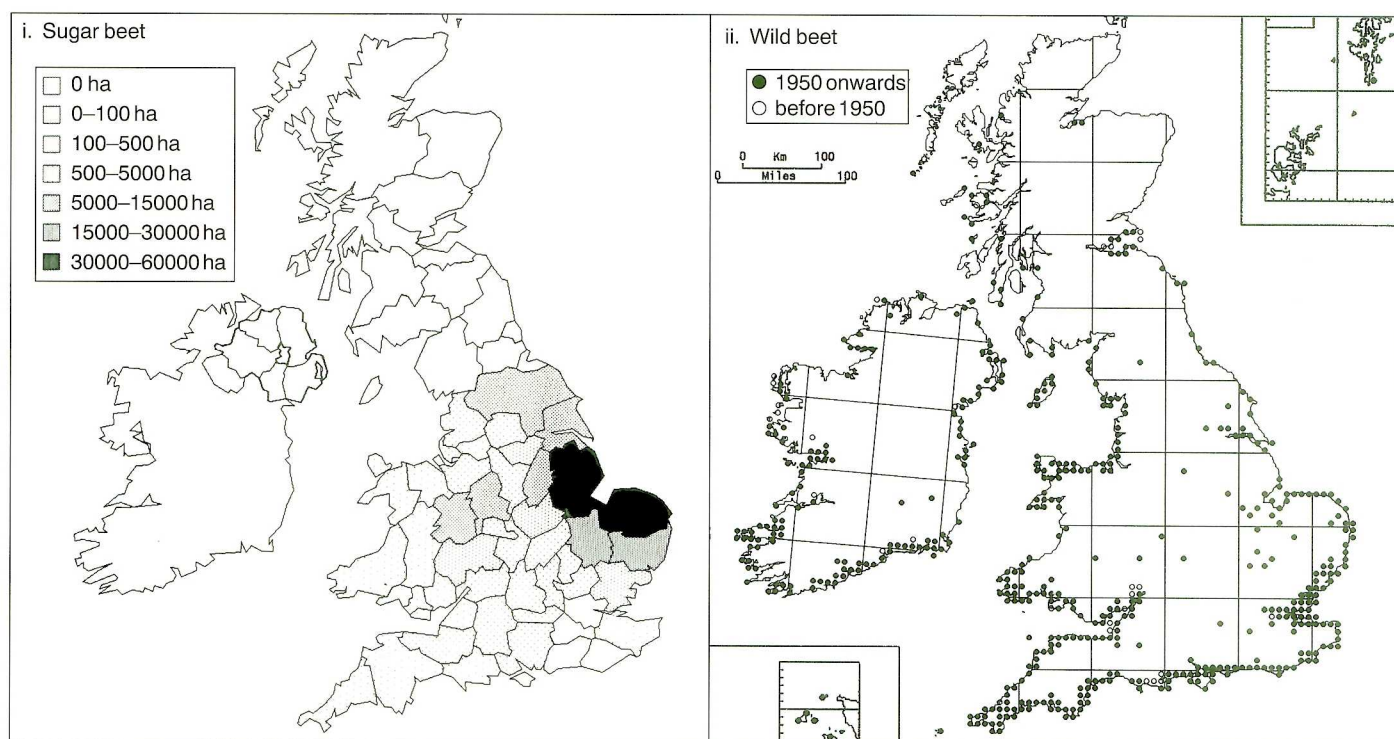 i. Sugar beet
0 ha
0–100 ha
100–500 ha
500–5000 ha
5000–15000 ha
15000–30000 ha
30000–60000 ha
ii. Wild beet
1950 onwards
before 1950
0 Km 100
Miles
0 100